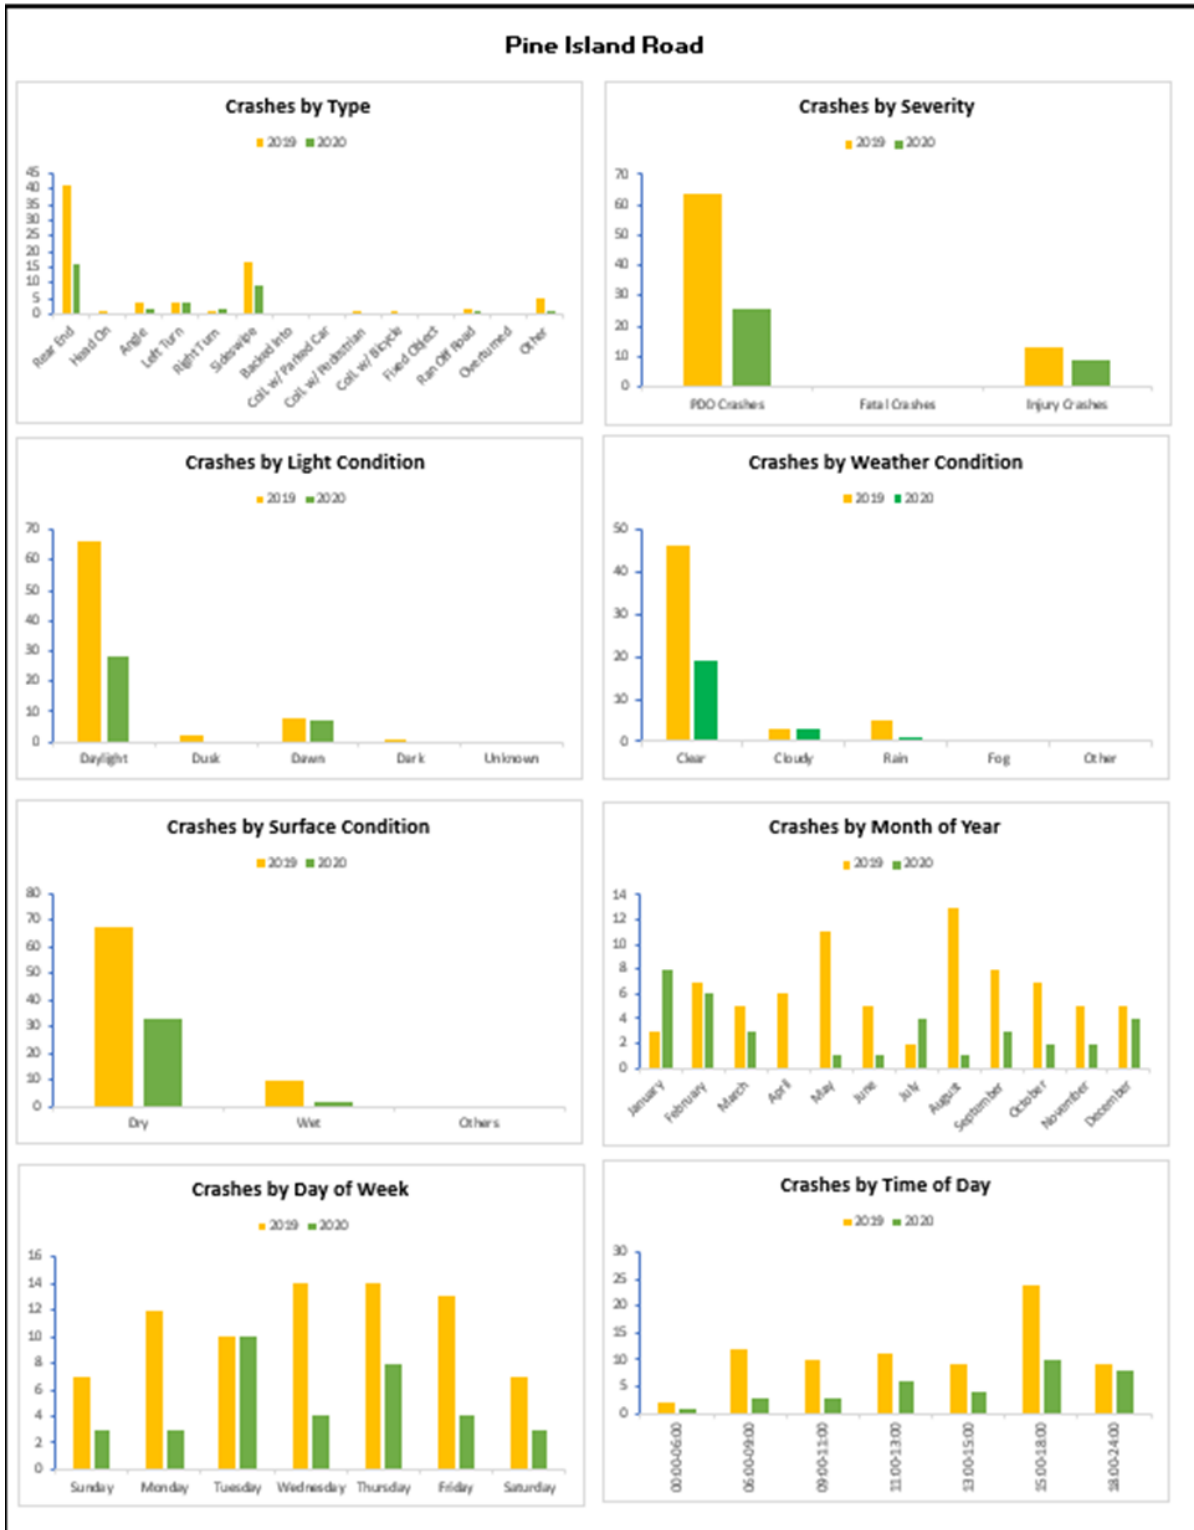 Pine Island Road
Crashes by Type
2019 2020
45
40
35
30
25
20
15
10
5
0
Rear End
Head On
Angle
Left Turn
Right Turn
Sideswipe
Backed Into
Coll. w/ Parked Car
Coll. w/ Pedestrian
Coll. w/ Bicycle
Fixed Object
Ran Off Road
Overturned
Other
Crashes by Severity
2019 2020
70
60
50
40
30
20
10
0
PDO Crashes Fatal Crashes Injury Crashes
Crashes by Light Condition
2019 2020
70
60
50
40
30
20
10
0
Daylight Dusk Dawn Dark Unknown
Crashes by Weather Condition
2019 2020
50
40
30
20
10
0
Clear Cloudy Rain Fog Other
Crashes by Surface Condition
2019 2020
80
70
60
50
40
30
20
10
0
Dry Wet Others
Crashes by Month of Year
2019 2020
14
12
10
8
6
4
2
0
January
February
March
April
May
June
July
August
September
October
November
December
Crashes by Day of Week
2019 2020
16
14
12
10
8
6
4
2
0
Sunday Monday Tuesday Wednesday Thursday Friday Saturday
Crashes by Time of Day
2019 2020
30
25
20
15
10
5
0
00:00-06:00
06:00-09:00
09:00-11:00
11:00-13:00
13:00-15:00
15:00-18:00
18:00-24:00